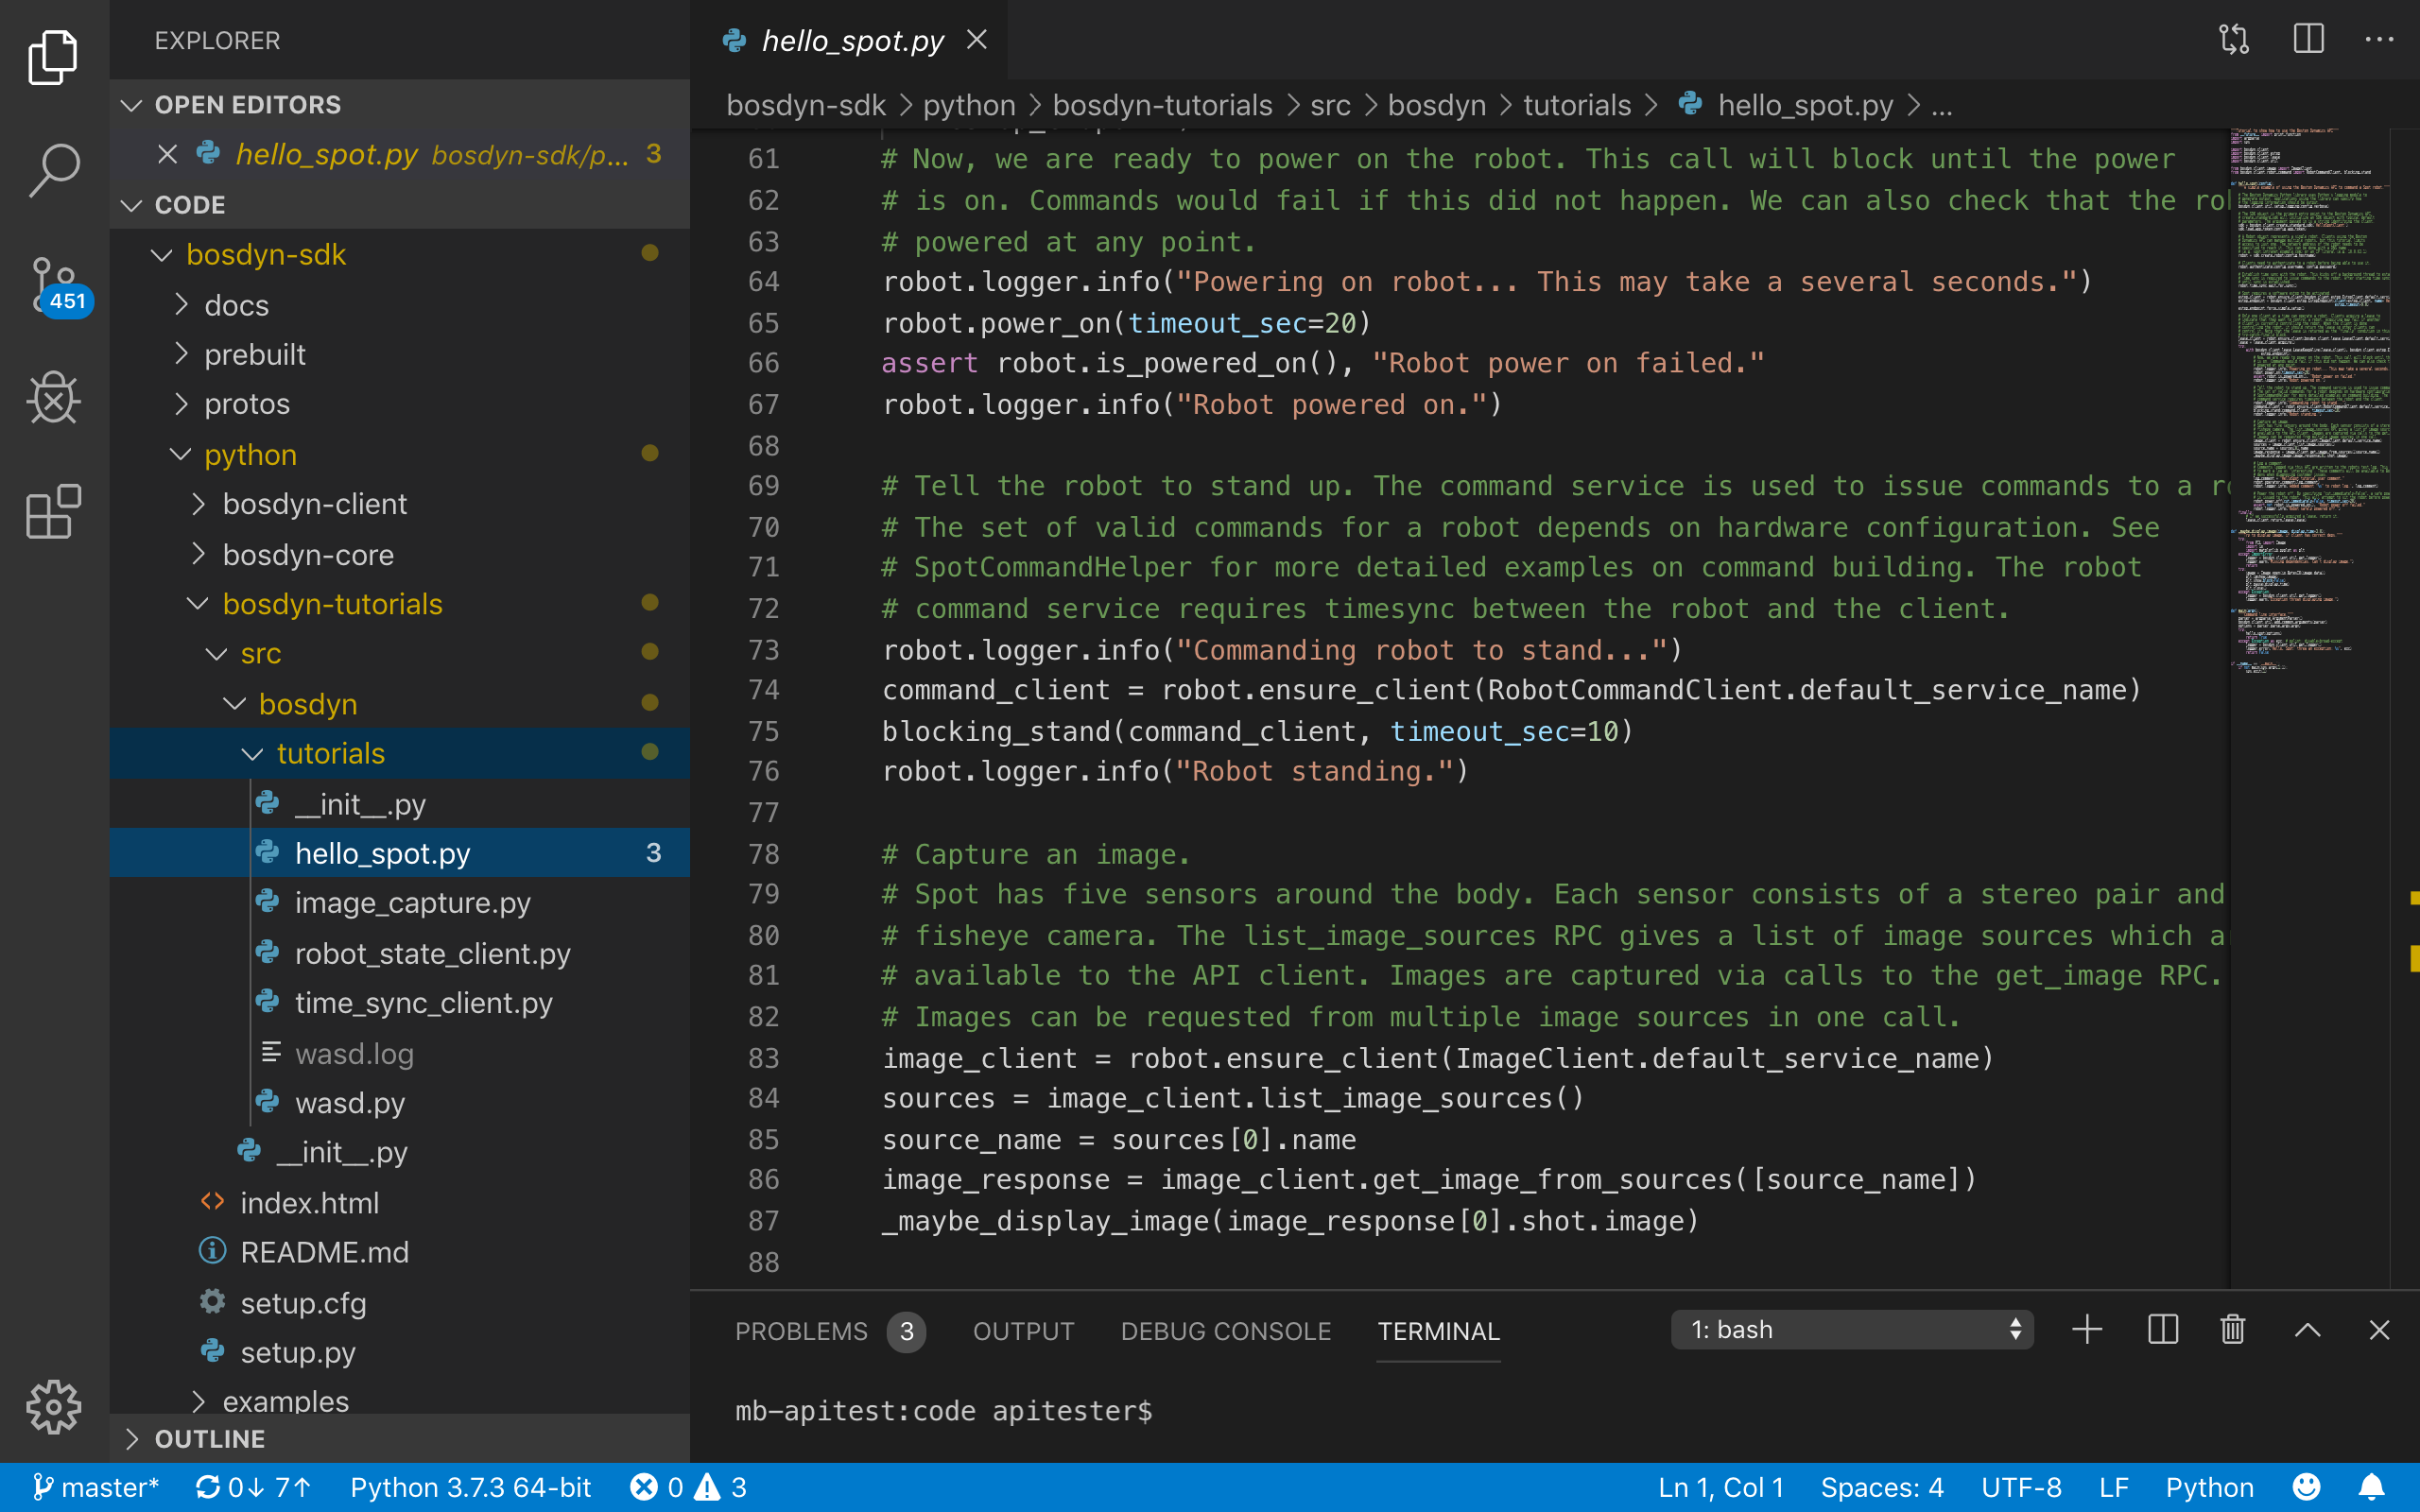 EXPLORER
OPEN EDITORS
hello_spot.py bosdyn-sdk/p... 3
CODE
bosdyn-sdk
docs
prebuilt
protos
python
bosdyn-client
bosdyn-core
bosdyn-tutorials
src
bosdyn
tutorials
__init__.py
hello_spot.py 3
image_capture.py
robot_state_client.py
time_sync_client.py
wasd.log
wasd.py
__init__.py
index.html
README.md
setup.cfg
setup.py
examples
OUTLINE
451
hello_spot.py
bosdyn-sdk > python > bosdyn-tutorials > src > bosdyn > tutorials > hello_spot.py > ...
61 # Now, we are ready to power on the robot. This call will block until the power
62 # is on. Commands would fail if this did not happen. We can also check that the ro
63 # powered at any point.
64 robot.logger.info("Powering on robot... This may take a several seconds.")
65 robot.power_on(timeout_sec=20)
66 assert robot.is_powered_on(), "Robot power on failed."
67 robot.logger.info("Robot powered on.")
68
69 # Tell the robot to stand up. The command service is used to issue commands to a r
70 # The set of valid commands for a robot depends on hardware configuration. See
71 # SpotCommandHelper for more detailed examples on command building. The robot
72 # command service requires timesync between the robot and the client.
73 robot.logger.info("Commanding robot to stand...")
74 command_client = robot.ensure_client(RobotCommandClient.default_service_name)
75 blocking_stand(command_client, timeout_sec=10)
76 robot.logger.info("Robot standing.")
77
78 # Capture an image.
79 # Spot has five sensors around the body. Each sensor consists of a stereo pair and
80 # fisheye camera. The list_image_sources RPC gives a list of image sources which a
81 # available to the API client. Images are captured via calls to the get_image RPC.
82 # Images can be requested from multiple image sources in one call.
83 image_client = robot.ensure_client(ImageClient.default_service_name)
84 sources = image_client.list_image_sources()
85 source_name = sources[0].name
86 image_response = image_client.get_image_from_sources([source_name])
87 _maybe_display_image(image_response[0].shot.image)
88
PROBLEMS 3 OUTPUT DEBUG CONSOLE TERMINAL 1: bash
mb-apitest:code apitester$
master* 0↓ 7↑ Python 3.7.3 64-bit 0 3 Ln 1, Col 1 Spaces: 4 UTF-8 LF Python